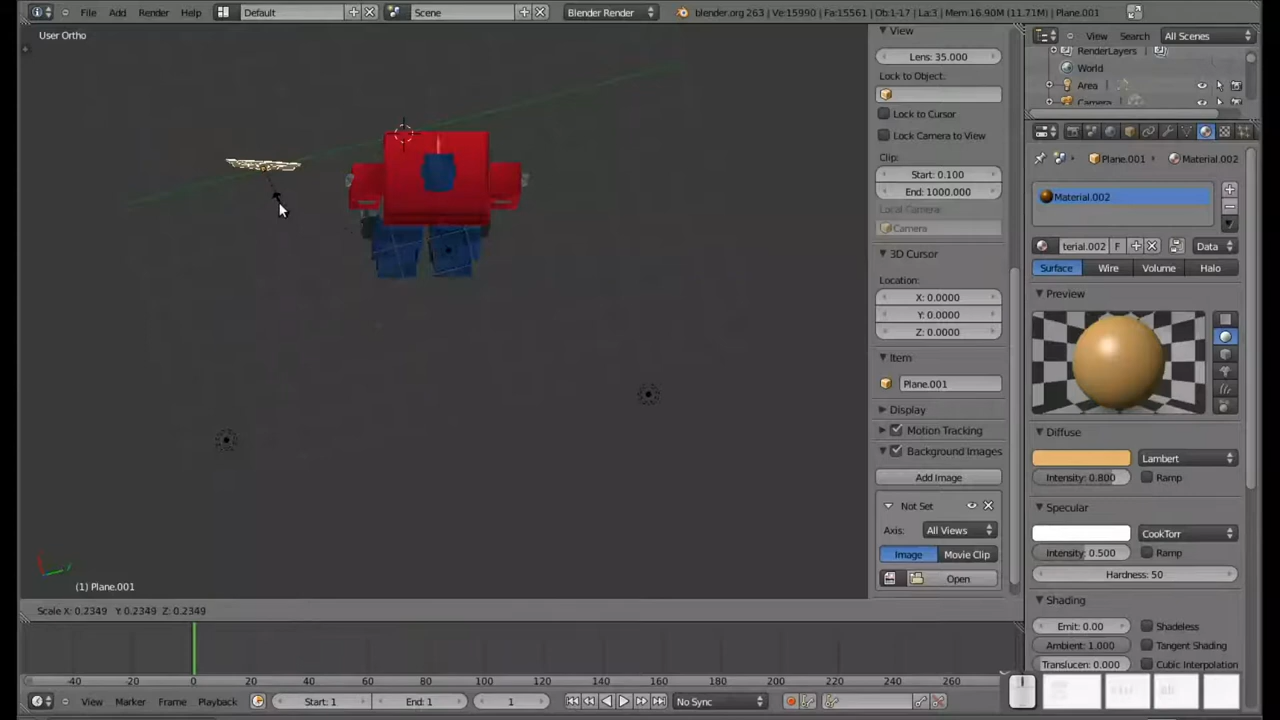 File Add Render Help Default Scene Blender Render blender.org 263 | Ve:15990 | Fa:15561 | Ob:1-17 | La:3 | Mem:16.90M (11.71M) | Plane.001
User Ortho
View
Lens: 35.000
Lock to Object:
Lock to Cursor
Lock Camera to View
Clip:
Start: 0.100
End: 1000.000
Local Camera:
Camera
3D Cursor
Location:
X: 0.0000
Y: 0.0000
Z: 0.0000
Item
Plane.001
Display
Motion Tracking
Background Images
Add Image
Not Set
Axis: All Views
Image Movie Clip
Open
View Search All Scenes
RenderLayers
World
Area
Camera
Plane.001 Material.002
Material.002
terial.002 F Data
Surface Wire Volume Halo
Preview
Diffuse
Lambert
Intensity: 0.800 Ramp
Specular
CookTorr
Intensity: 0.500 Ramp
Hardness: 50
Shading
Emit: 0.00 Shadeless
Ambient: 1.000 Tangent Shading
Translucen: 0.000 Cubic Interpolation
(1) Plane.001
Scale X: 0.2349 Y: 0.2349 Z: 0.2349
-40 -20 0 20 40 60 80 100 120 140 160 180 200 220 240 260
View Marker Frame Playback Start: 1 End: 1 1 No Sync